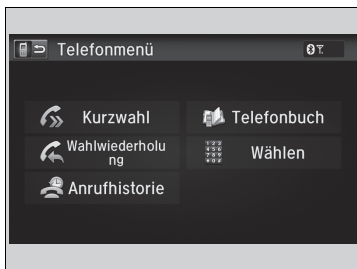 Telefonmenü
Kurzwahl
Telefonbuch
Wahlwiederholu
ng
Wählen
Anrufhistorie